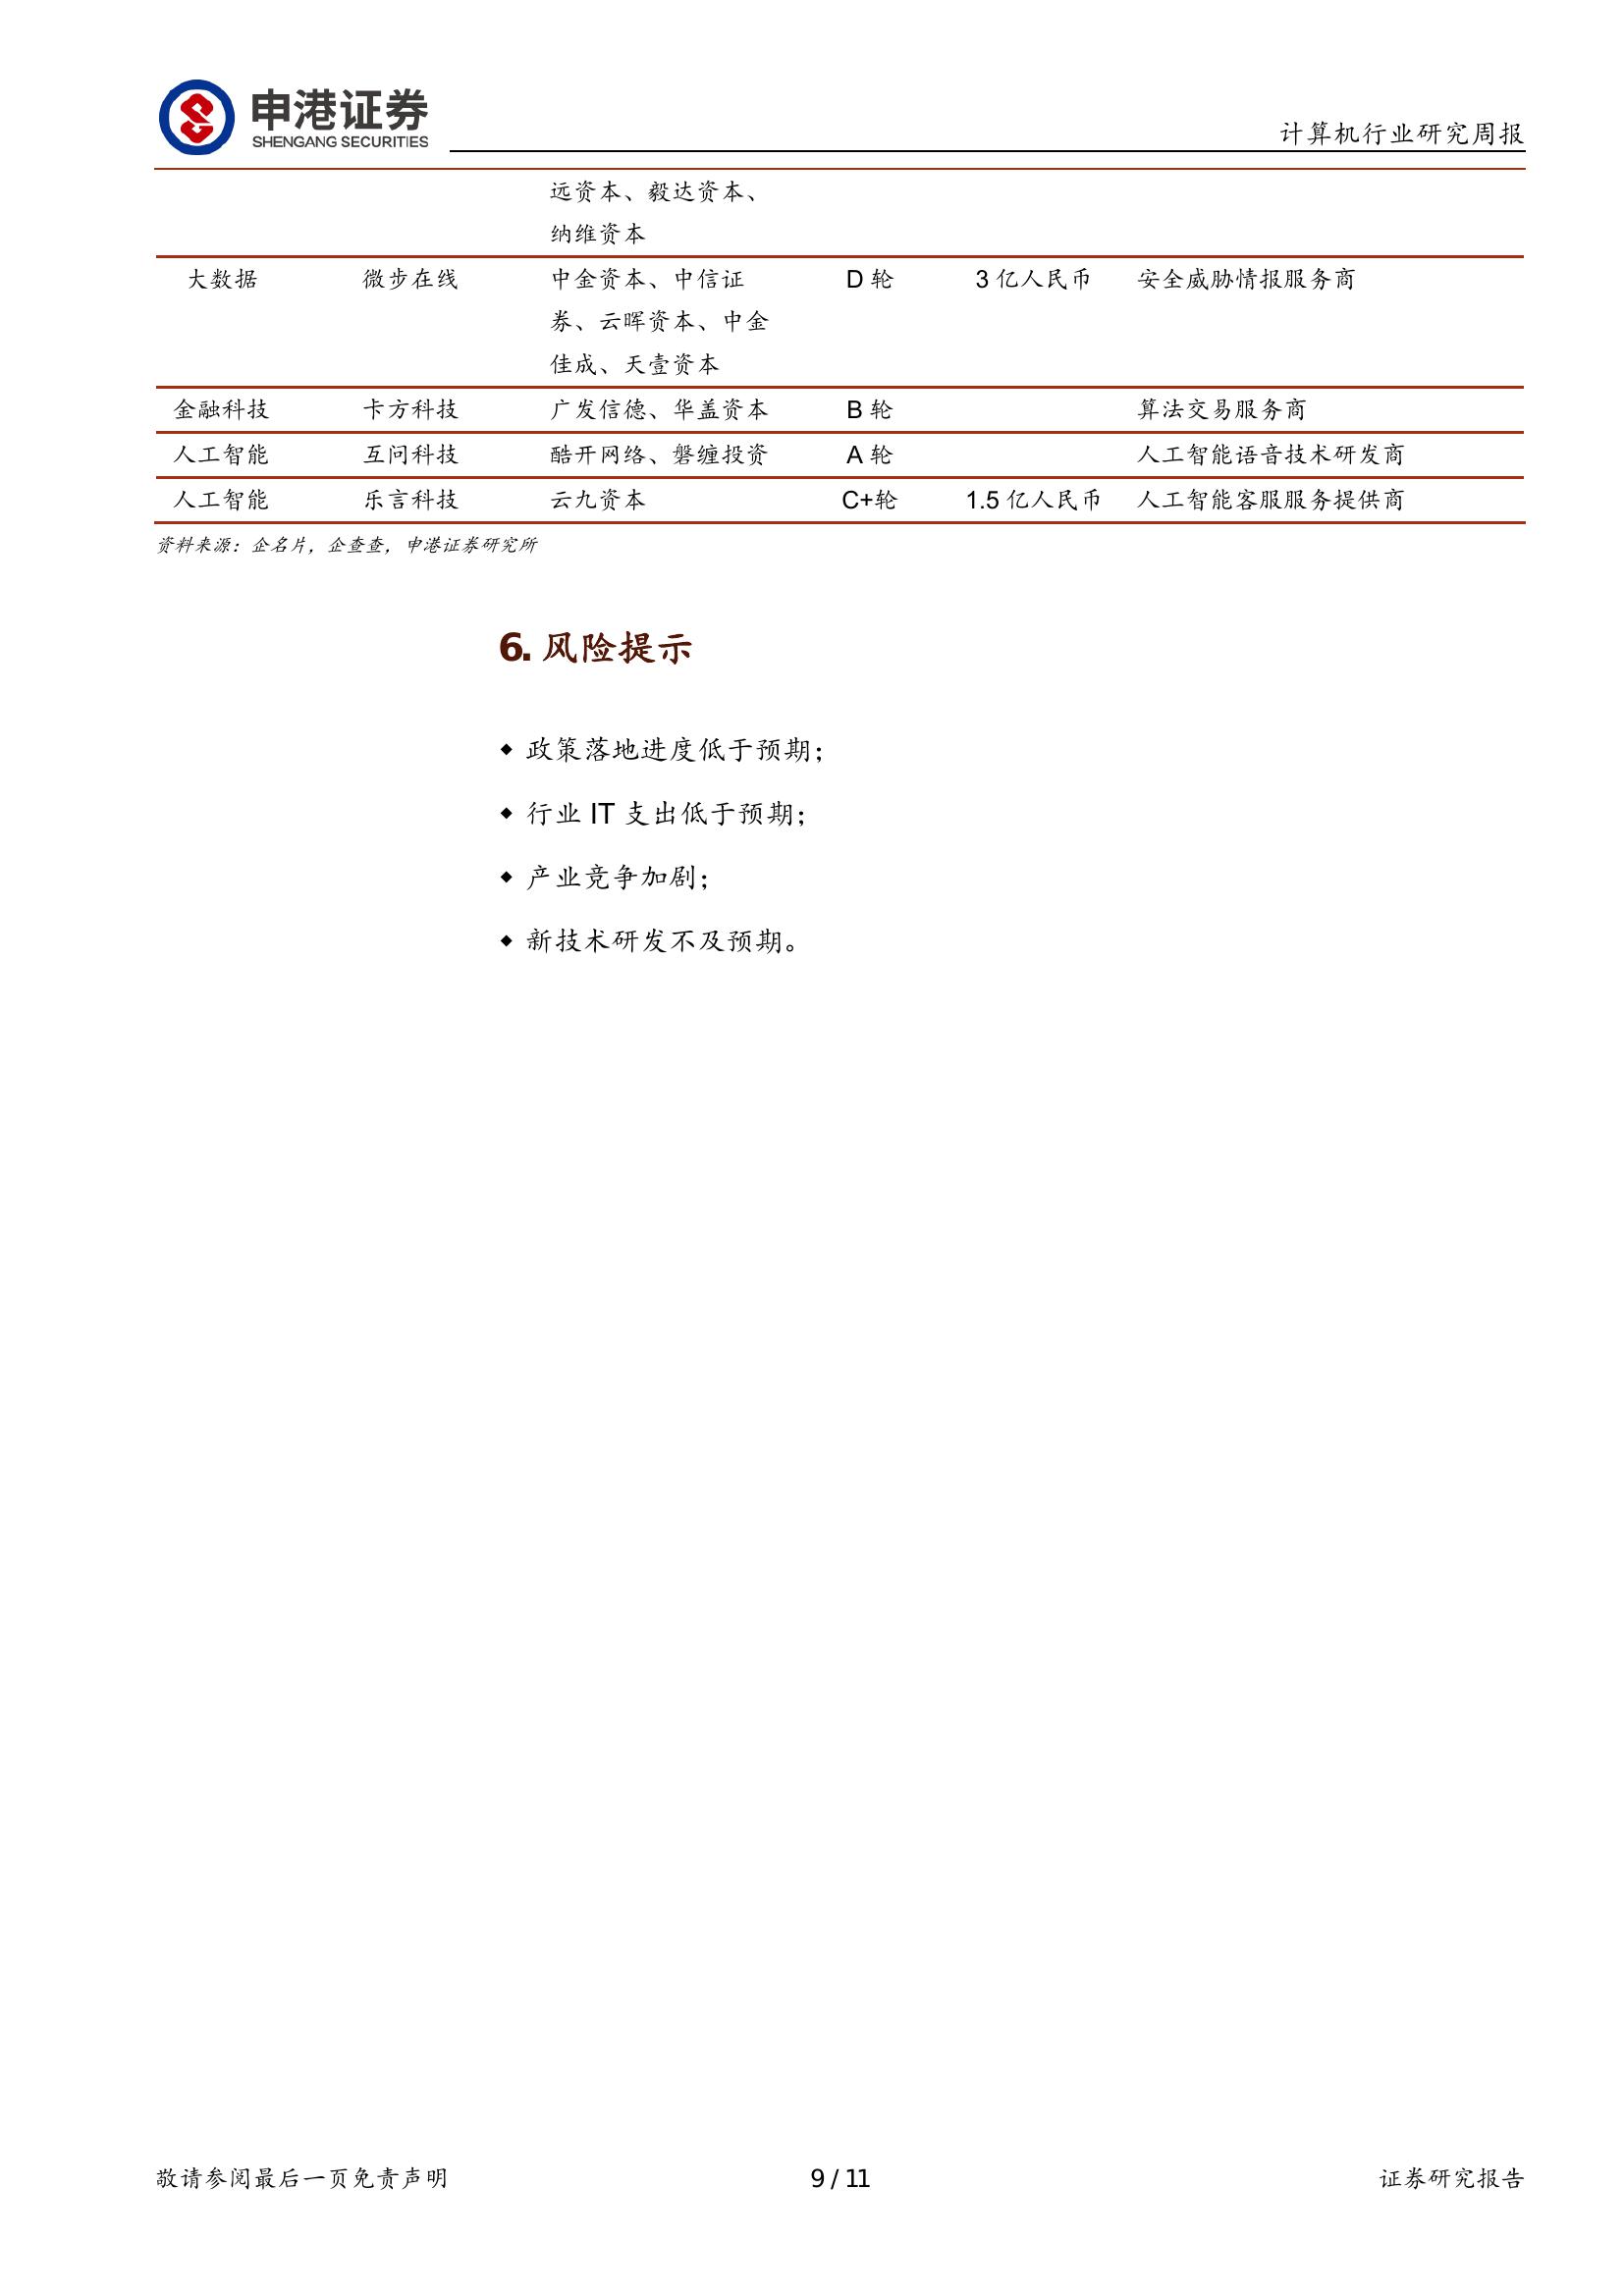 申港证券
SHENGANG SECURITIES
计算机行业研究周报
远资本、毅达资本、
纳维资本
大数据 微步在线 中金资本、中信证 D 轮 3 亿人民币 安全威胁情报服务商
券、云晖资本、中金
佳成、天壹资本
金融科技 卡方科技 广发信德、华盖资本 B 轮 算法交易服务商
人工智能 互问科技 酷开网络、磐缠投资 A 轮 人工智能语音技术研发商
人工智能 乐言科技 云九资本 C+轮 1.5 亿人民币 人工智能客服服务提供商
资料来源：企名片，企查查，申港证券研究所
6. 风险提示
◆ 政策落地进度低于预期；
◆ 行业 IT 支出低于预期；
◆ 产业竞争加剧；
◆ 新技术研发不及预期。
敬请参阅最后一页免责声明 9 / 11 证券研究报告